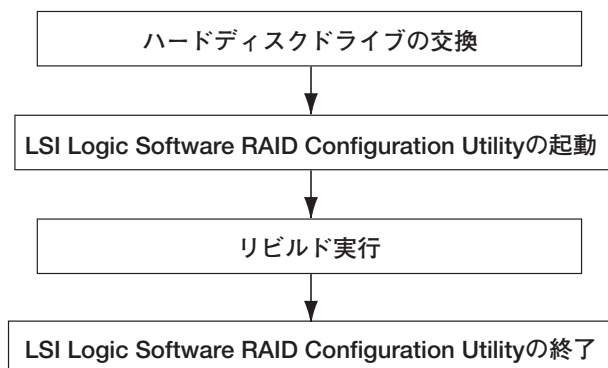 ハードディスクドライブの交換
LSI Logic Software RAID Configuration Utilityの起動
リビルド実行
LSI Logic Software RAID Configuration Utilityの終了